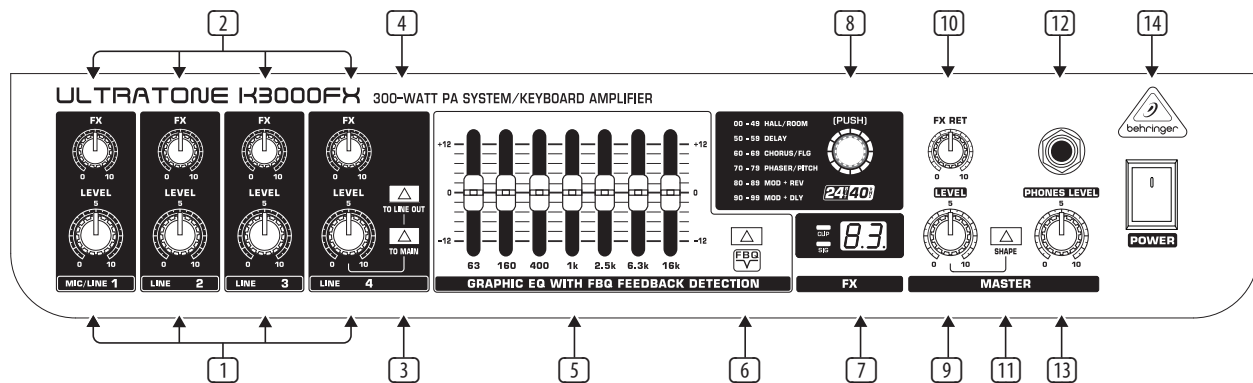 2 4 8 10 12 14
ULTRATONE K3000FX 300-WATT PA SYSTEM/KEYBOARD AMPLIFIER
FX
0 10
LEVEL
5
0 10
MIC/LINE 1
FX
0 10
LEVEL
5
0 10
LINE 2
FX
0 10
LEVEL
5
0 10
LINE 3
FX
0 10
LEVEL
5
0 10
LINE 4
TO LINE OUT
TO MAIN
+12 +12
0 0
-12 -12
63 160 400 1k 2.5k 6.3k 16k
FBQ
GRAPHIC EQ WITH FBQ FEEDBACK DETECTION
00 - 49 HALL/ROOM
50 - 59 DELAY
60 - 69 CHORUS/FLG
70 - 79 PHASER/PITCH
80 - 89 MOD + REV
90 - 99 MOD + DLY
(PUSH)
24 40
CLIP
SIG
8.3.
FX
FX RET
0 10
LEVEL
5
0 10
SHAPE
PHONES LEVEL
5
0 10
MASTER
behringer
POWER
1 3 5 6 7 9 11 13